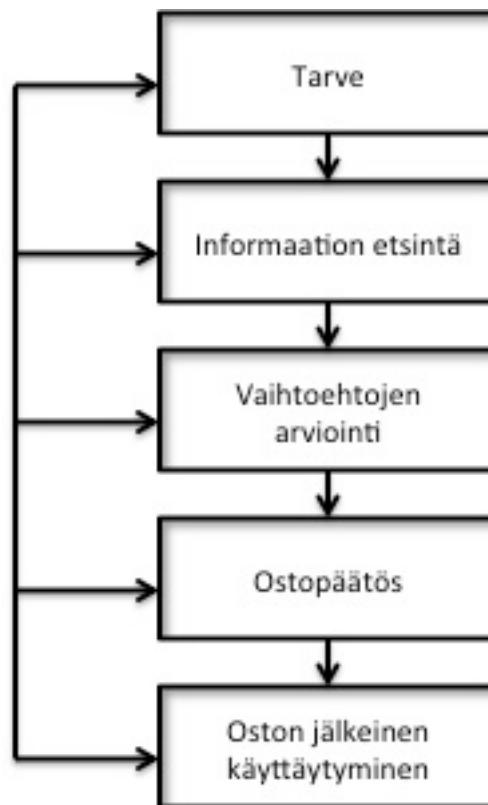 Tarve
Informaation etsintä
Vaihtoehtojen
arviointi
Ostopäätös
Oston jälkeinen
käyttäytyminen